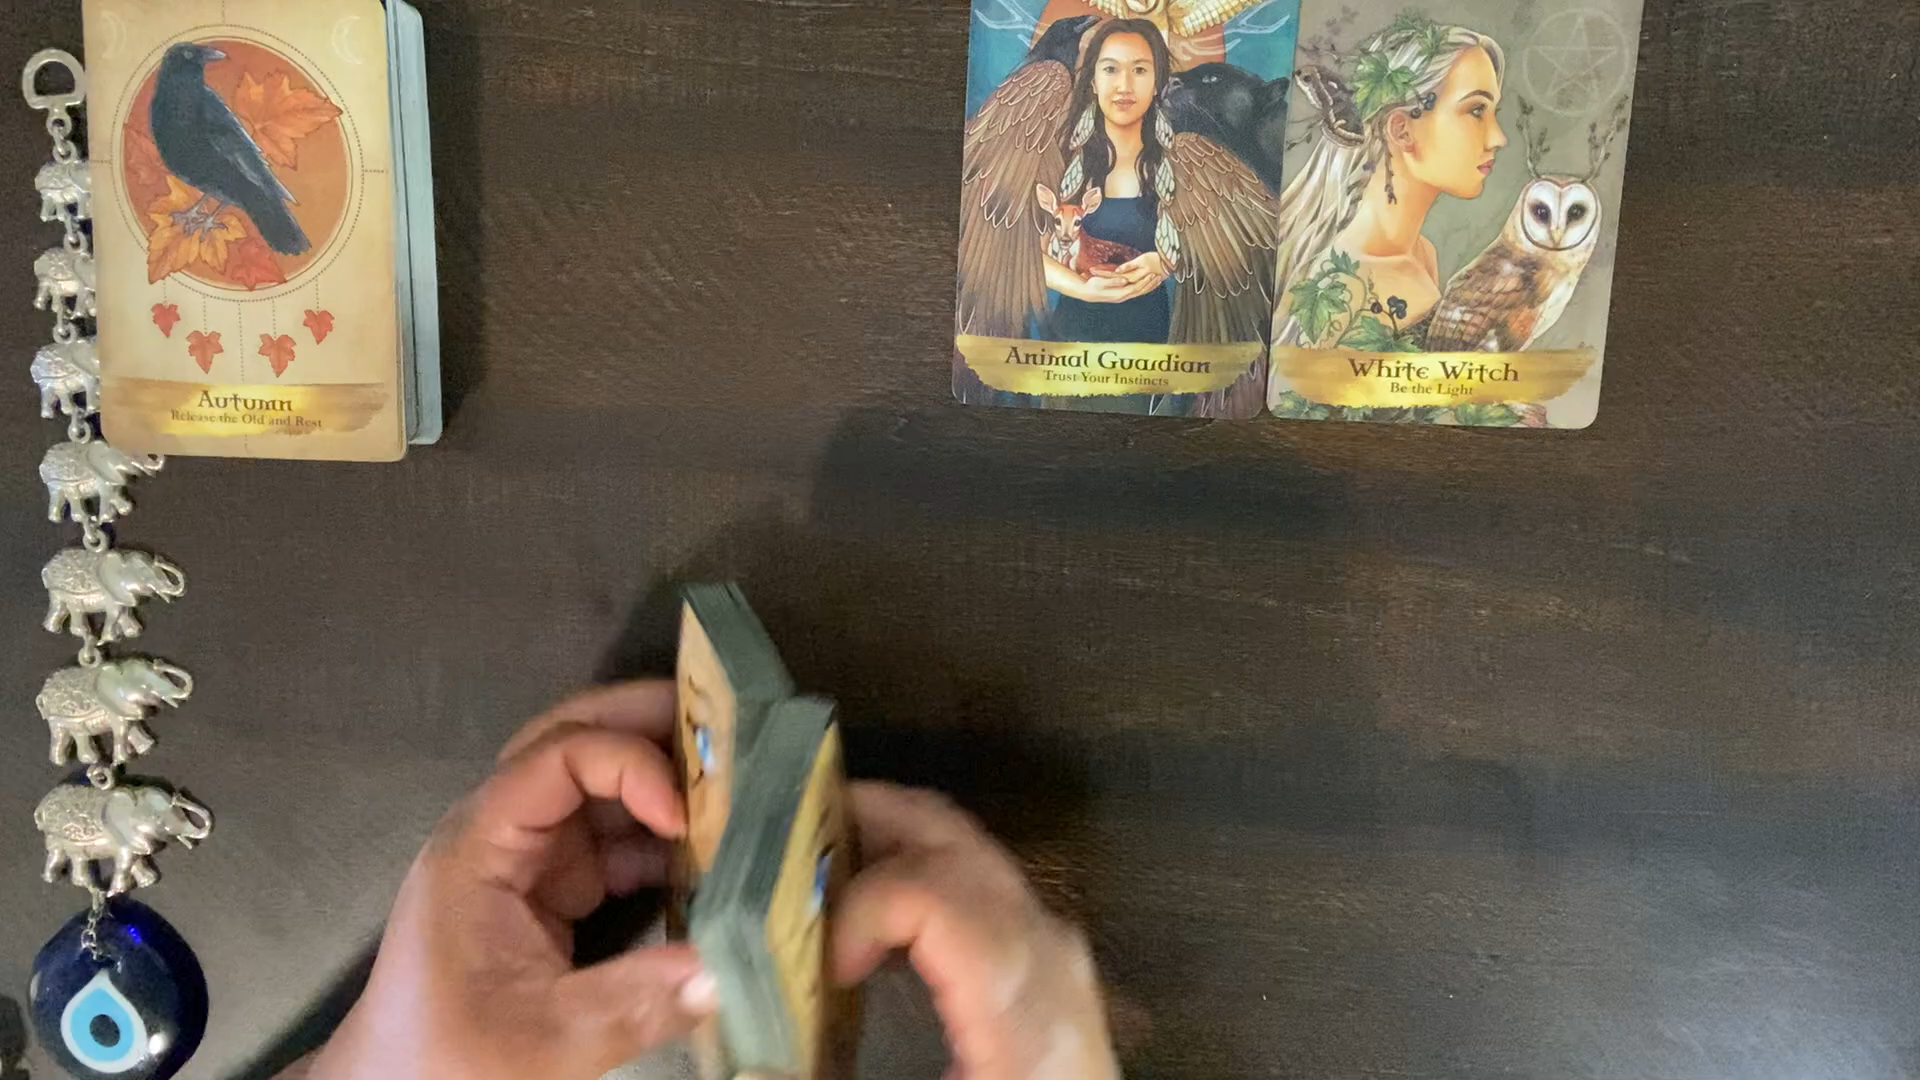 Autumn
Release the Old and Rest
Animal Guardian
Trust Your Instincts
White Witch
Be the Light